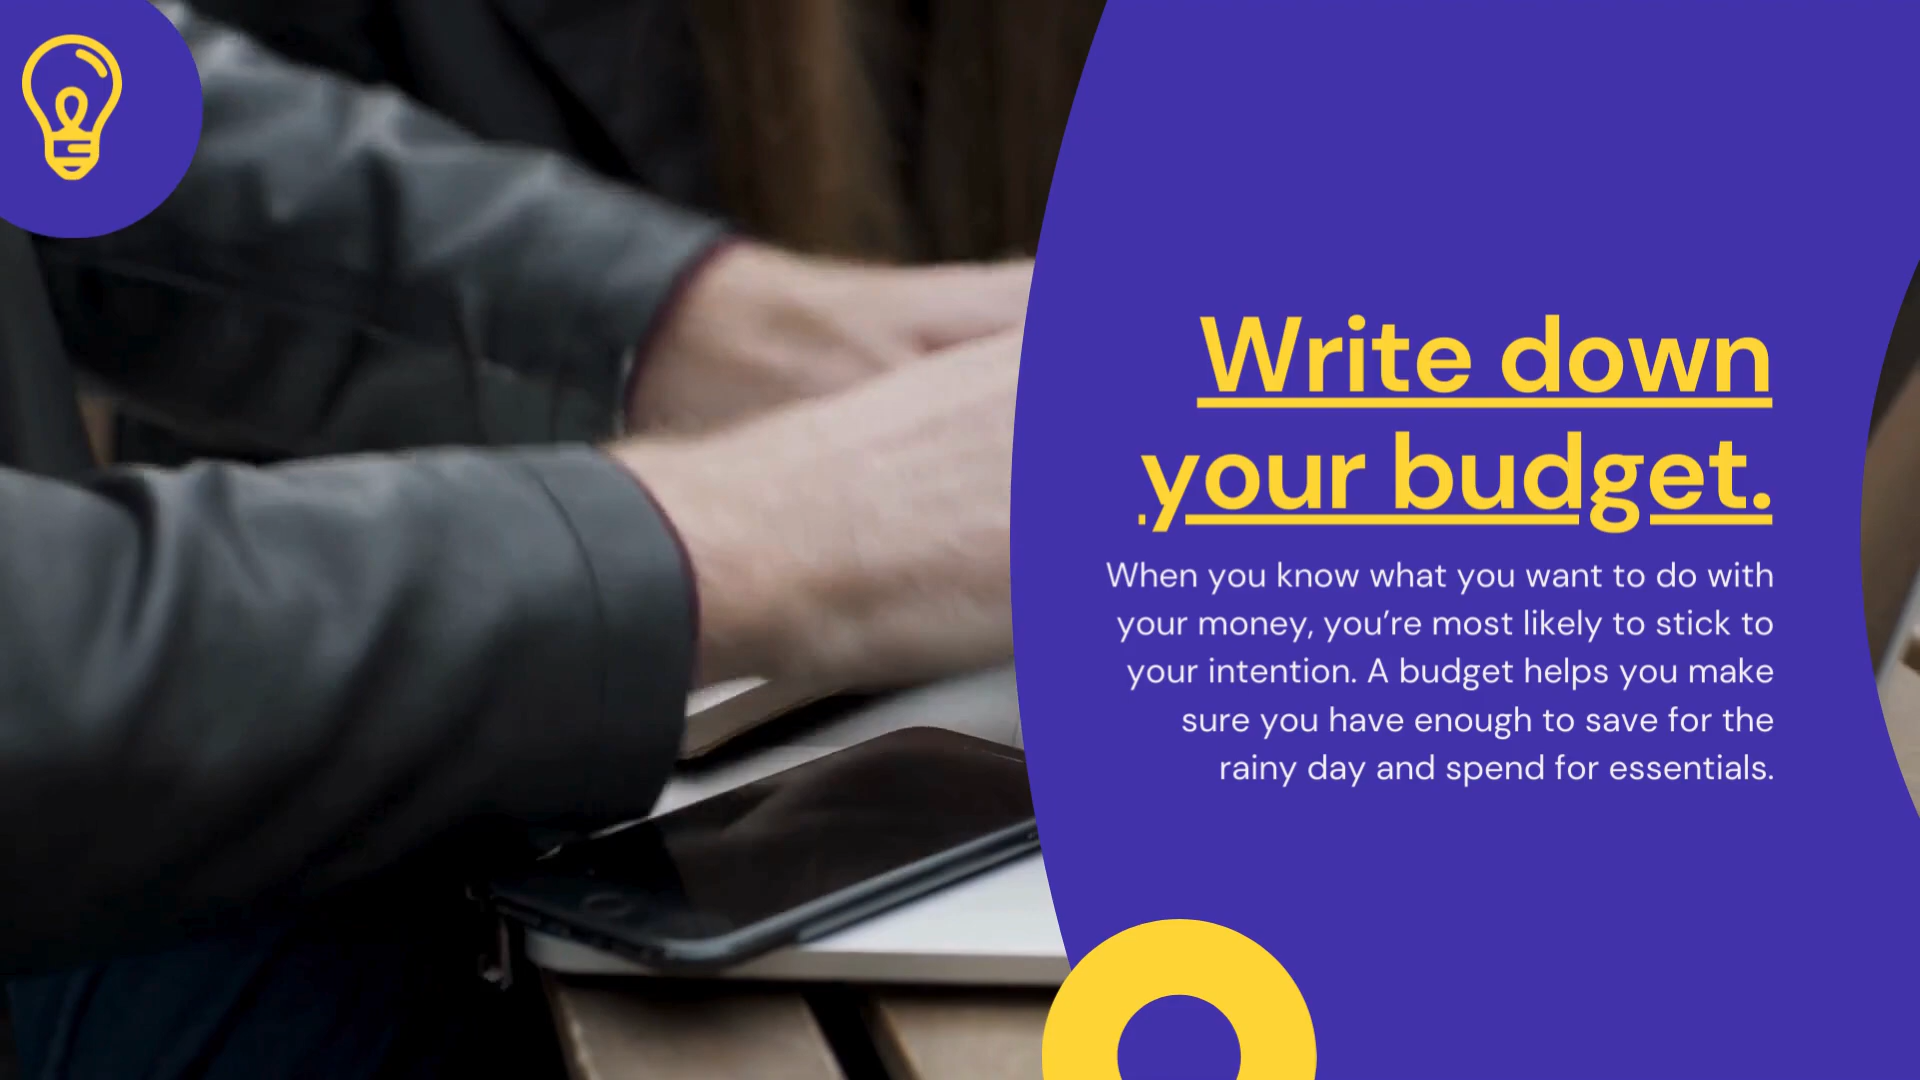 Write down
your budget.
When you know what you want to do with
your money, you’re most likely to stick to
your intention. A budget helps you make
sure you have enough to save for the
rainy day and spend for essentials.